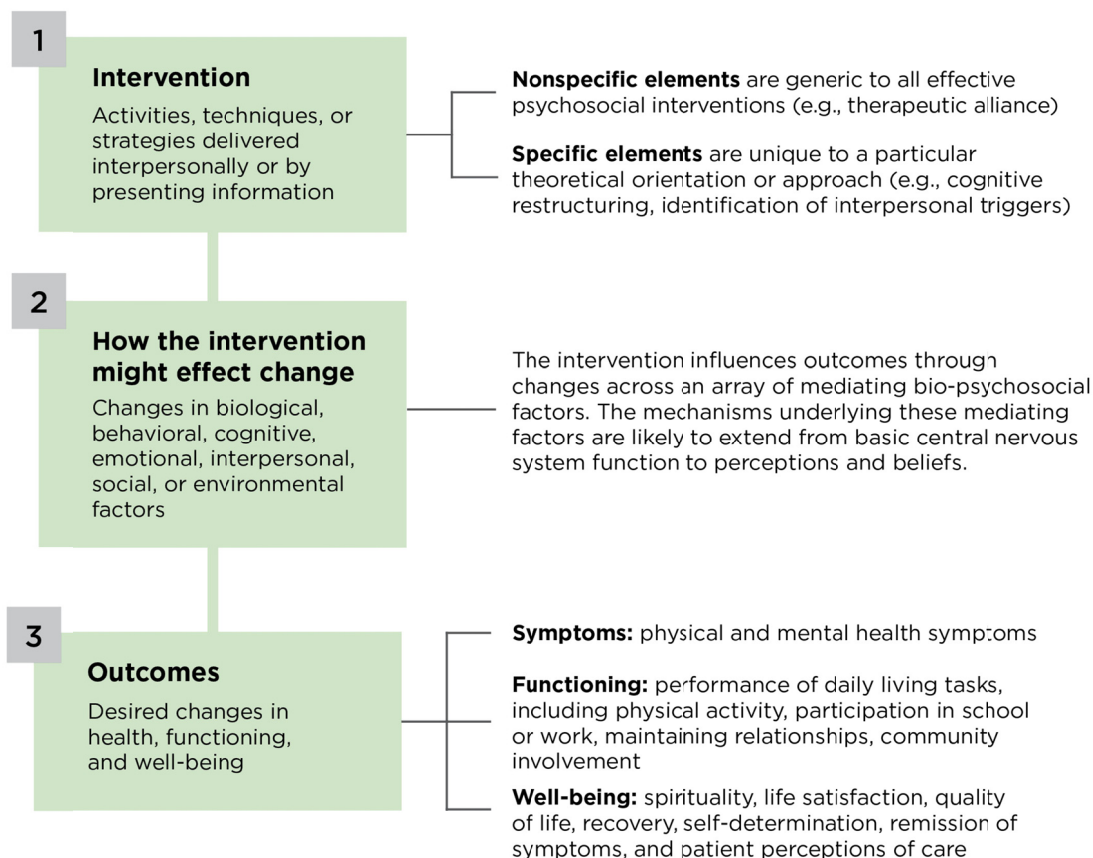 1
Intervention
Activities, techniques, or
strategies delivered
interpersonally or by
presenting information
Nonspecific elements are generic to all effective
psychosocial interventions (e.g., therapeutic alliance)
Specific elements are unique to a particular
theoretical orientation or approach (e.g., cognitive
restructuring, identification of interpersonal triggers)
2
How the intervention
might effect change
Changes in biological,
behavioral, cognitive,
emotional, interpersonal,
social, or environmental
factors
The intervention influences outcomes through
changes across an array of mediating bio-psychosocial
factors. The mechanisms underlying these mediating
factors are likely to extend from basic central nervous
system function to perceptions and beliefs.
3
Outcomes
Desired changes in
health, functioning,
and well-being
Symptoms: physical and mental health symptoms
Functioning: performance of daily living tasks,
including physical activity, participation in school
or work, maintaining relationships, community
involvement
Well-being: spirituality, life satisfaction, quality
of life, recovery, self-determination, remission of
symptoms, and patient perceptions of care